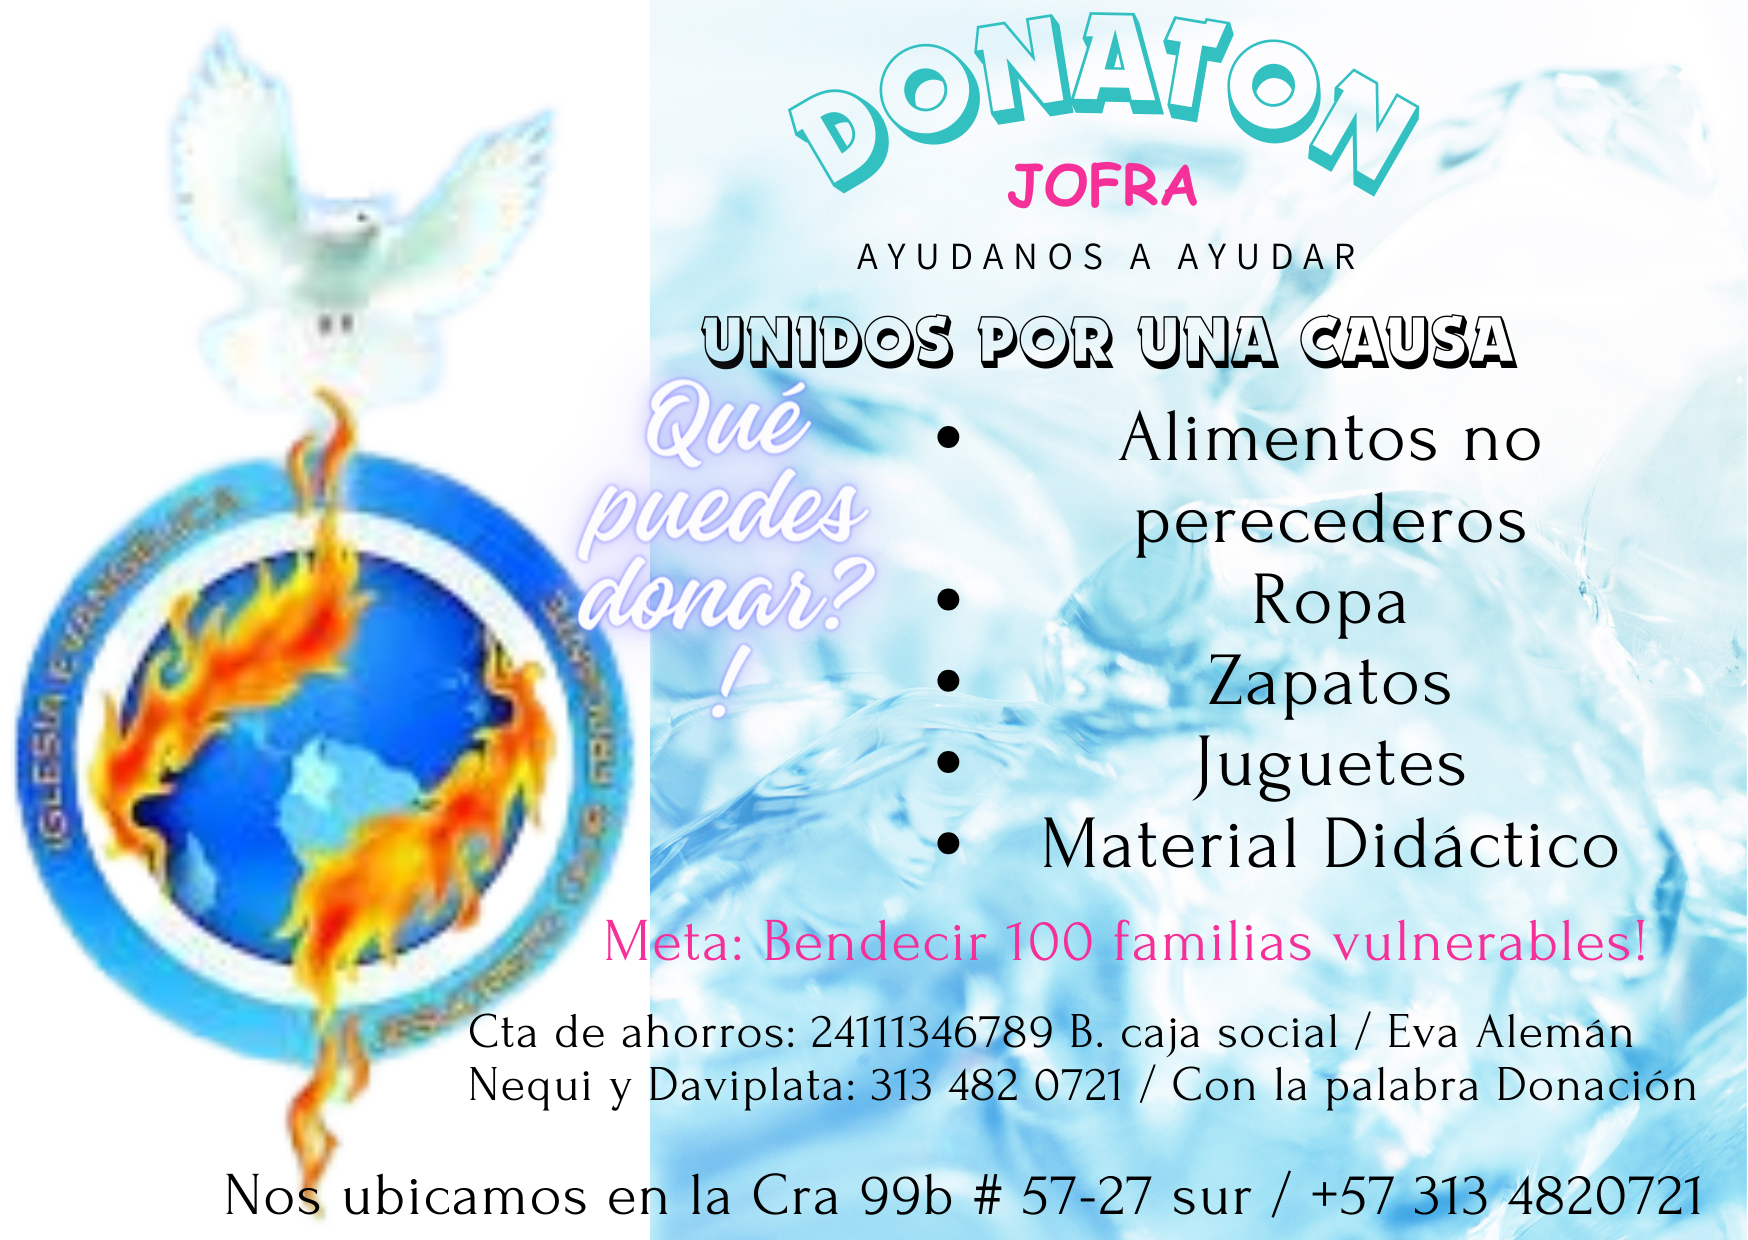 DONATON
JOFRA
AYUDANOS A AYUDAR
UNIDOS POR UNA CAUSA
Qué
puedes
donar?
!
• Alimentos no
perecederos
• Ropa
• Zapatos
• Juguetes
• Material Didáctico
Meta: Bendecir 100 familias vulnerables!
Cta de ahorros: 24111346789 B. caja social / Eva Alemán
Nequi y Daviplata: 313 482 0721 / Con la palabra Donación
Nos ubicamos en la Cra 99b # 57-27 sur / +57 313 4820721
IGLESIA EVANGELICA